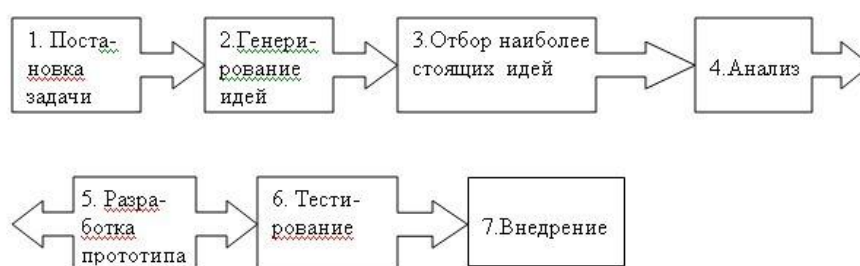 1. Поста-
новка
задачи
2.Генери-
рование
идей
3.Отбор наиболее
стоящих идей
4.Анализ
5. Разра-
ботка
прототипа
6. Тести-
рование
7.Внедрение